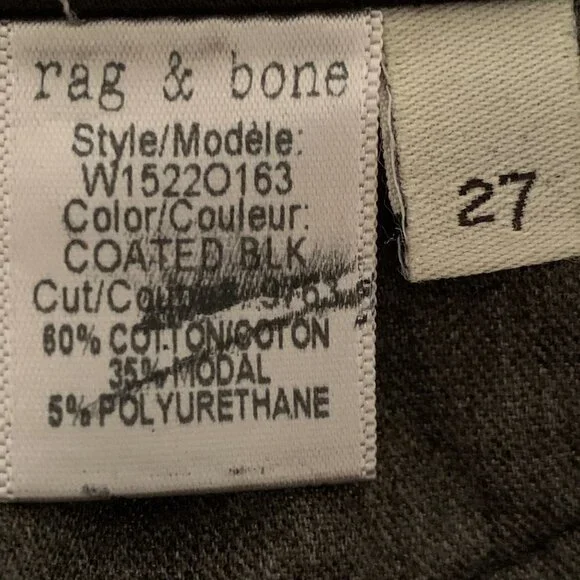 rag & bone
Style/Modèle:
W1522O163
Color/Couleur:
COATED BLK
60% COTTON/COTON
35% MODAL
5% POLYURETHANE
27